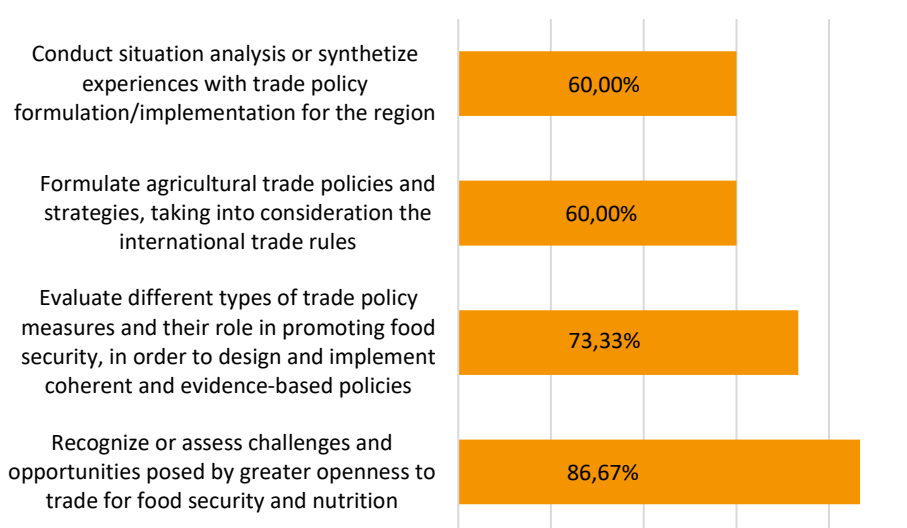 Conduct situation analysis or synthetize
experiences with trade policy
formulation/implementation for the region
60,00%
Formulate agricultural trade policies and
strategies, taking into consideration the
international trade rules
60,00%
Evaluate different types of trade policy
measures and their role in promoting food
security, in order to design and implement
coherent and evidence-based policies
73,33%
Recognize or assess challenges and
opportunities posed by greater openness to
trade for food security and nutrition
86,67%